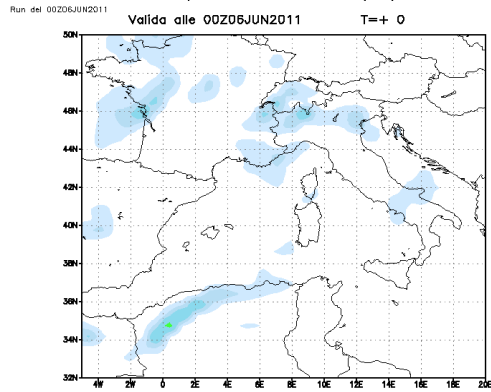 Run del 00Z06JUN2011
Valida alle 00Z06JUN2011 T=+ 0
50N
48N
46N
44N
42N
40N
38N
36N
34N
32N
4W 2W 0 2E 4E 6E 8E 10E 12E 14E 16E 18E 20E